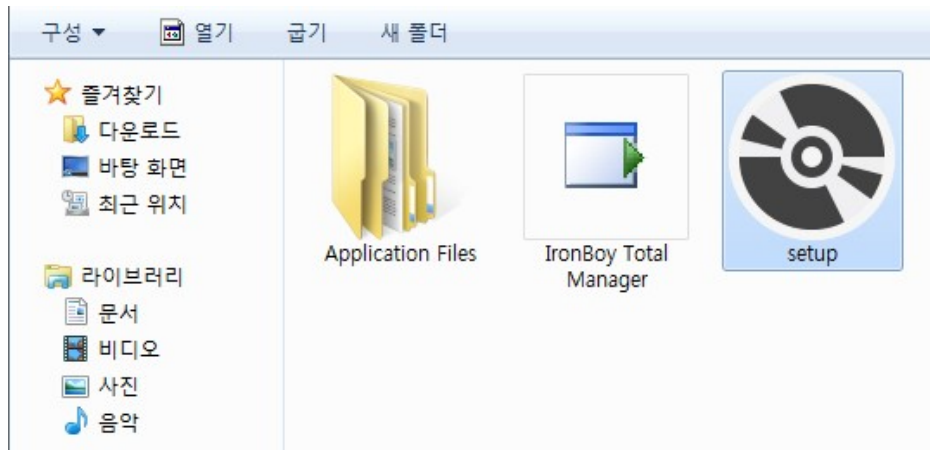 구성 열기 굽기 새 폴더
즐겨찾기
다운로드
바탕 화면
최근 위치
라이브러리
문서
비디오
사진
음악
Application Files
IronBoy Total
Manager
setup